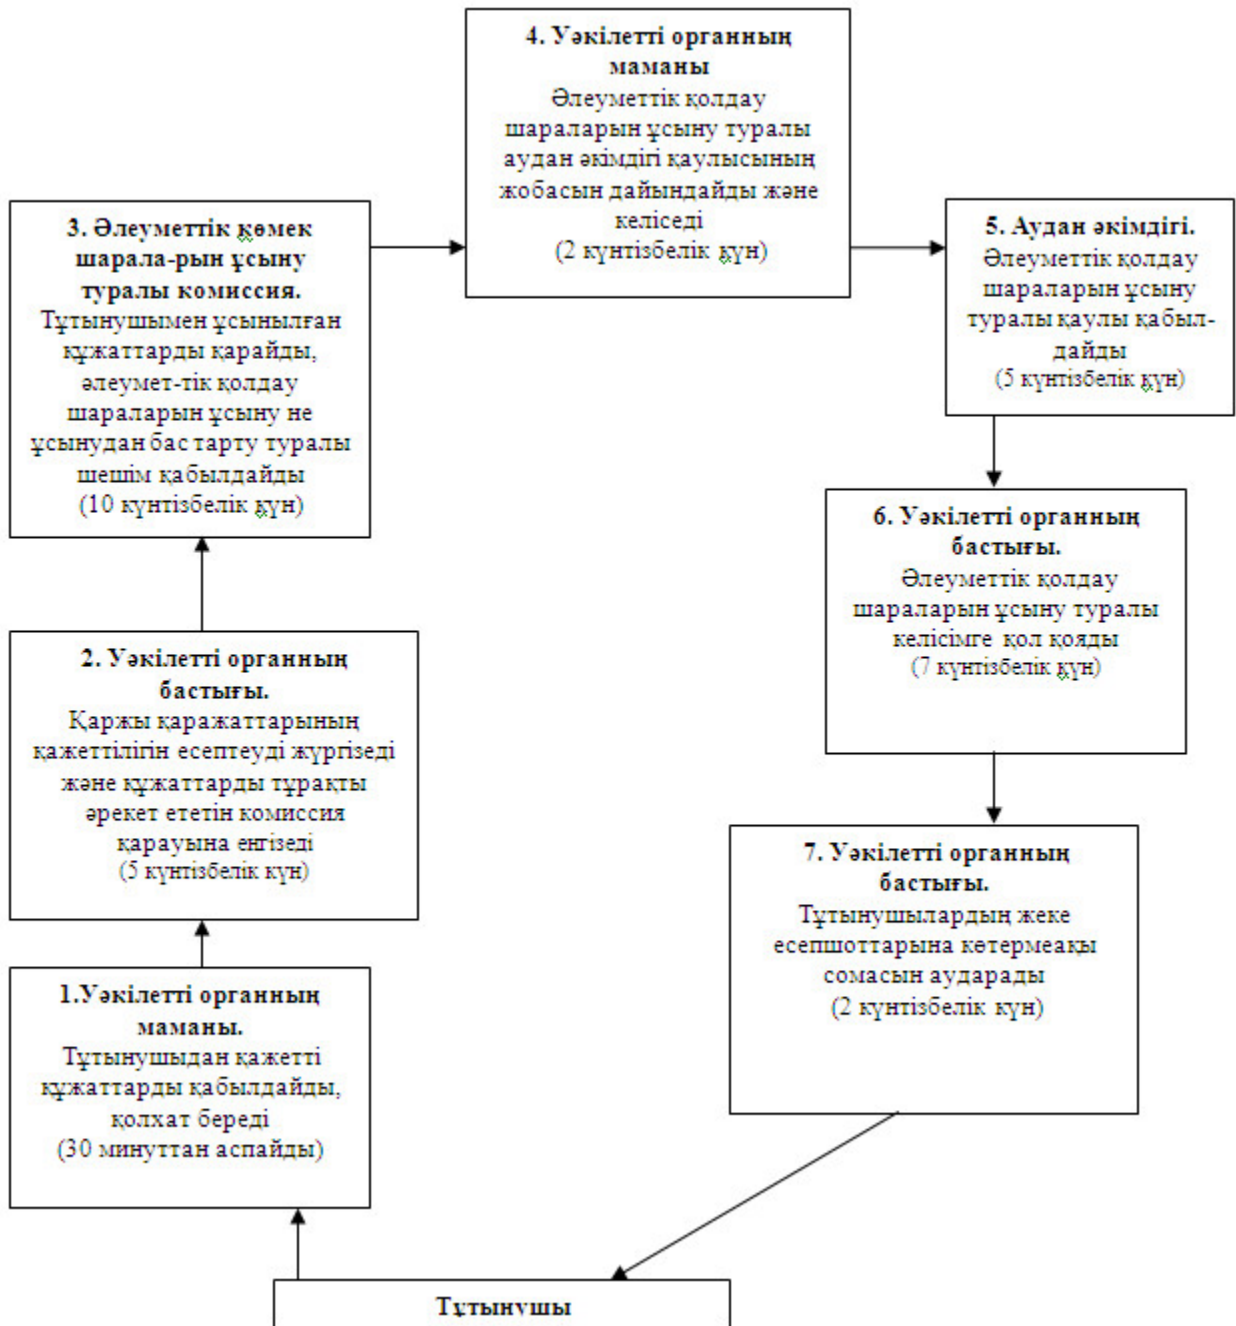 4. Уәкілетті органның
маманы
Әлеуметтік қолдау
шараларын ұсыну туралы
аудан әкімдігі қаулысының
жобасын дайындайды және
келіседі
(2 күнтізбелік күн)
3. Әлеуметтік көмек
шарала-рын ұсыну
туралы комиссия.
Тұтынушымен ұсынылған
құжаттарды қарайды,
әлеумет-тік қолдау
шараларын ұсыну не
ұсынудан бас тарту туралы
шешім қабылдайды
(10 күнтізбелік күн)
5. Аудан әкімдігі.
Әлеуметтік қолдау
шараларын ұсыну
туралы қаулы қабыл-
дайды
(5 күнтізбелік күн)
6. Уәкілетті органның
бастығы.
Әлеуметтік қолдау
шараларын ұсыну туралы
келісімге қол қояды
(7 күнтізбелік күн)
2. Уәкілетті органның
бастығы.
Қаржы қаражаттарының
қажеттілігін есептеуді жүргізеді
және құжаттарды тұрақты
әрекет ететін комиссия
қарауына енгізеді
(5 күнтізбелік күн)
7. Уәкілетті органның
бастығы.
Тұтынушылардың жеке
есепшоттарына көтермеақы
сомасын аударады
(2 күнтізбелік күн)
1.Уәкілетті органның
маманы.
Тұтынушыдан қажетті
құжаттарды қабылдайды,
қолхат береді
(30 минуттан аспайды)
Тұтынушы